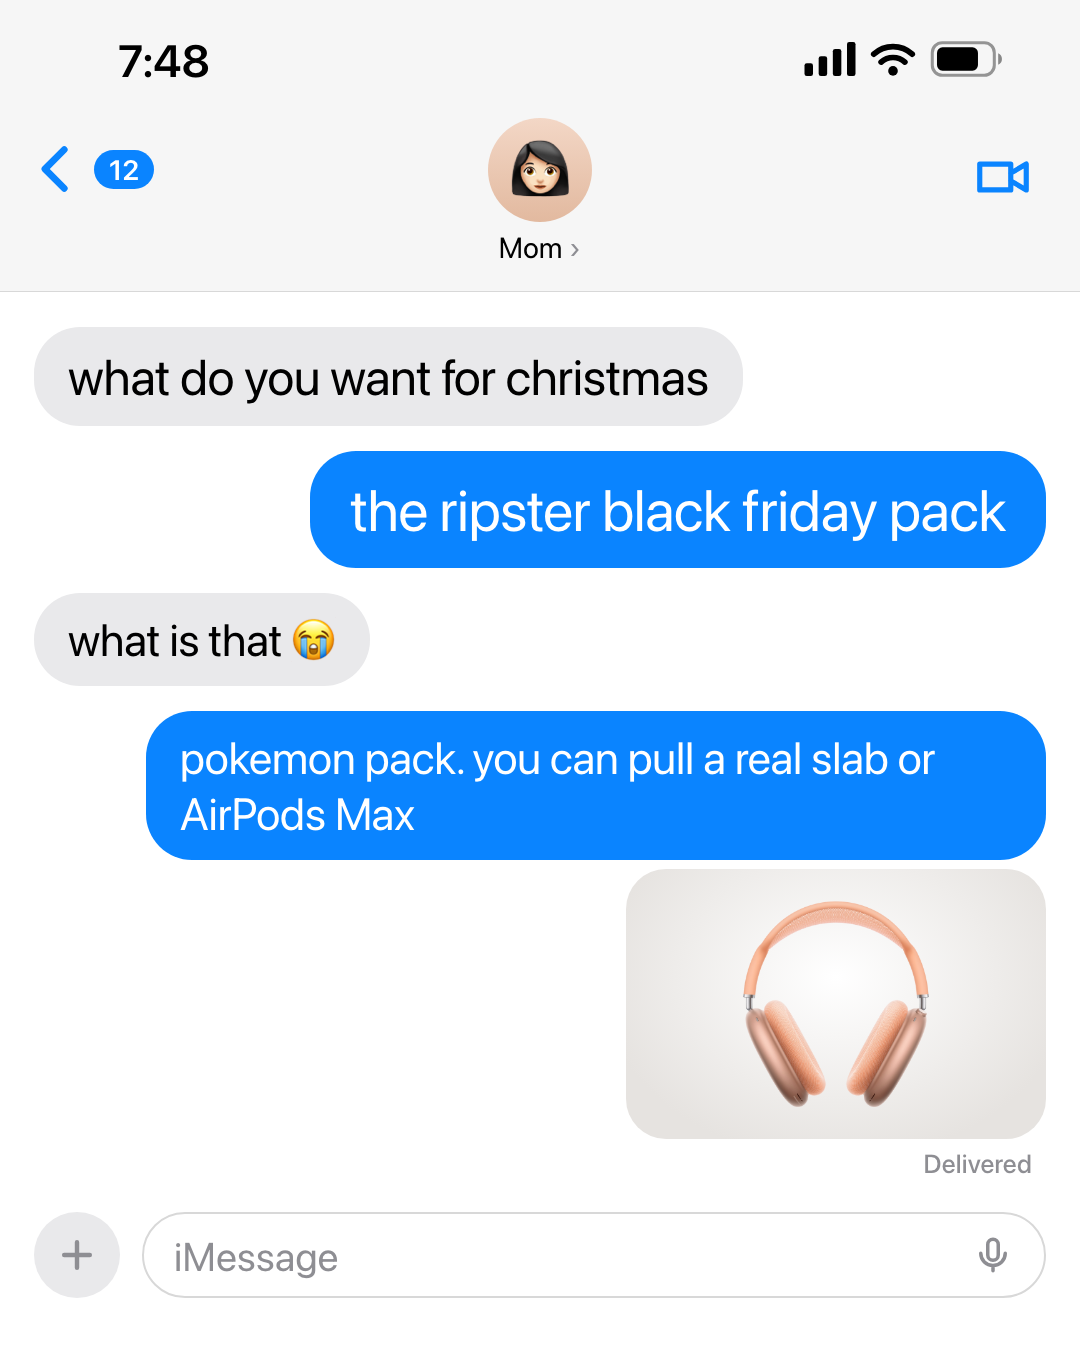 7:48
12
Mom ›
what do you want for christmas
the ripster black friday pack
what is that 😭
pokemon pack. you can pull a real slab or
AirPods Max
Delivered
iMessage